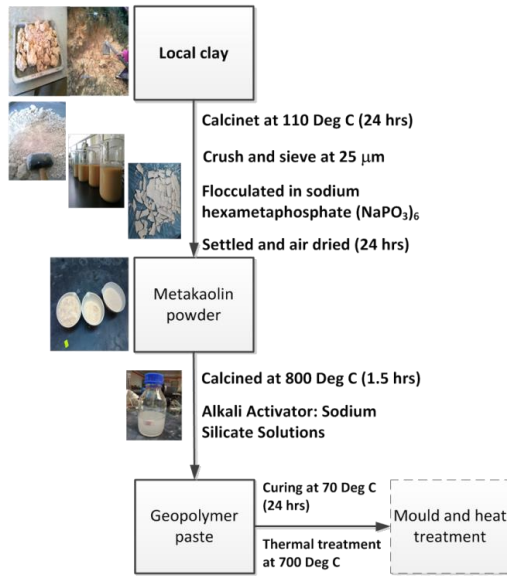 Local clay
Calcinet at 110 Deg C (24 hrs)
Crush and sieve at 25 μm
Flocculated in sodium
hexametaphosphate (NaPO₃)₆
Settled and air dried (24 hrs)
Metakaolin
powder
Calcined at 800 Deg C (1.5 hrs)
Alkali Activator: Sodium
Silicate Solutions
Geopolymer
paste
Curing at 70 Deg C
(24 hrs)
Thermal treatment
at 700 Deg C
Mould and heat
treatment